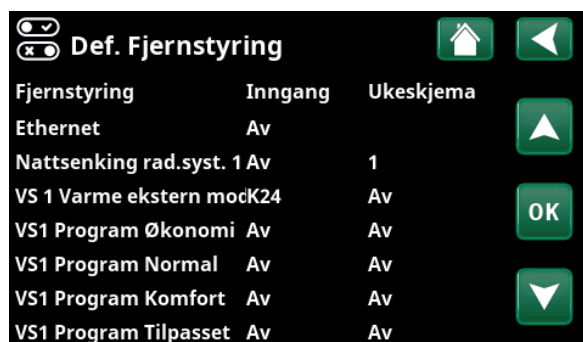 Def. Fjernstyring
Fjernstyring Inngang Ukeskjema
Ethernet Av
Nattsenking rad.syst. 1 Av 1
VS 1 Varme ekstern mod K24 Av
OK
VS1 Program Økonomi Av Av
VS1 Program Normal Av Av
VS1 Program Komfort Av Av
VS1 Program Tilpasset Av Av